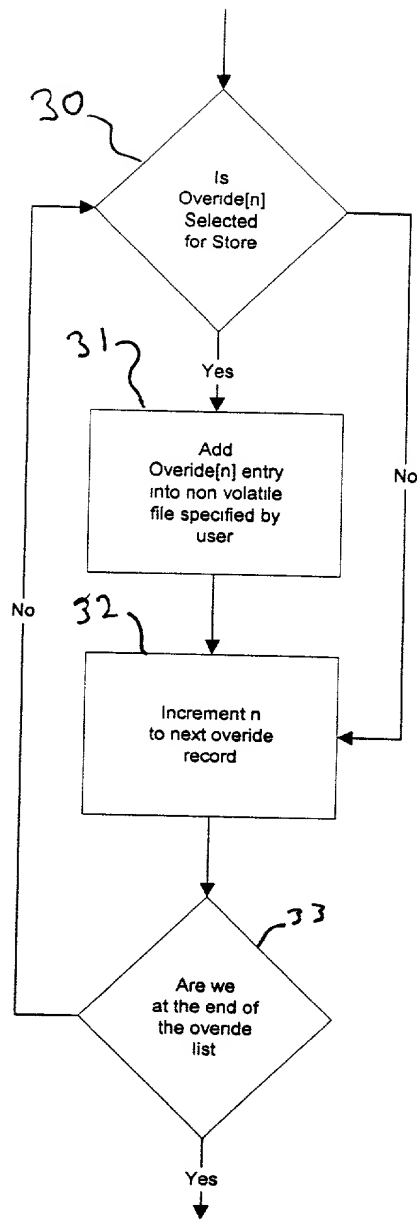 30
Is
Overide[n]
Selected
for Store
Yes
No
31
Add
Overide[n] entry
into non volatile
file specified by
user
No
32
Increment n
to next overide
record
33
Are we
at the end of
the overide
list
Yes